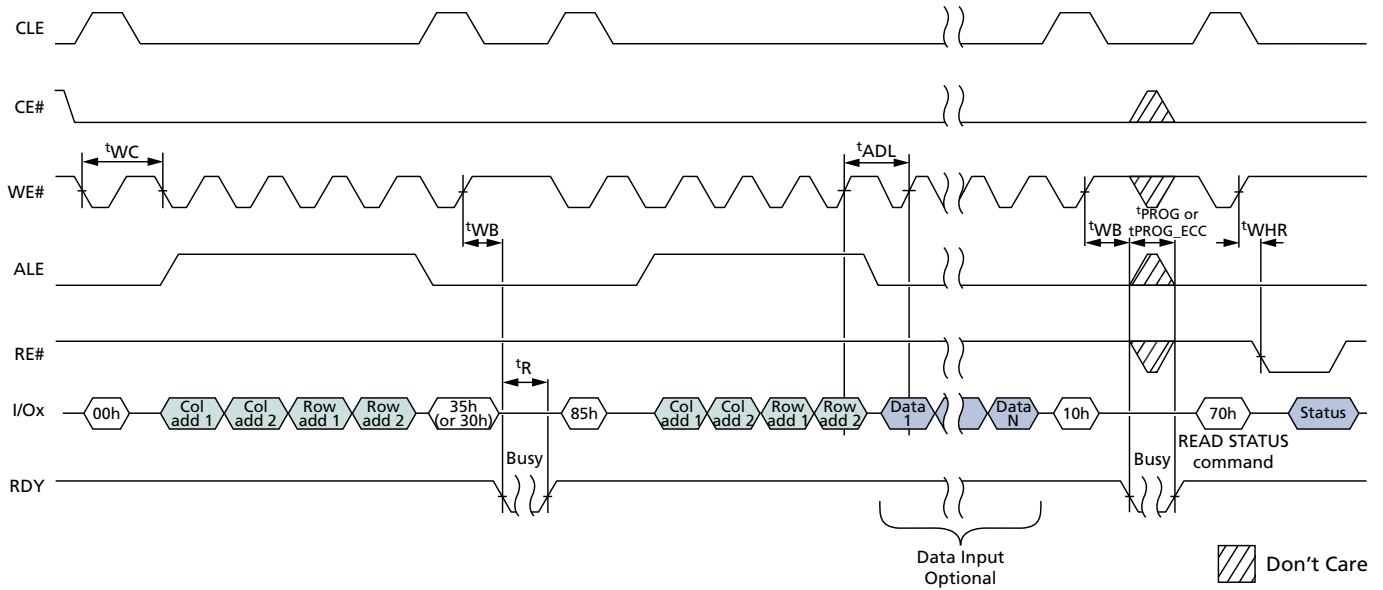 CLE
CE#
tWC
tADL
WE#
tWB
tWB
tPROG or
tPROG_ECC
tWHR
ALE
RE#
tR
I/Ox
00h
Col
add 1
Col
add 2
Row
add 1
Row
add 2
35h
(or 30h)
85h
Col
add 1
Col
add 2
Row
add 1
Row
add 2
Data
1
Data
N
10h
70h
Status
READ STATUS
command
Busy
Busy
RDY
Data Input
Optional
Don't Care